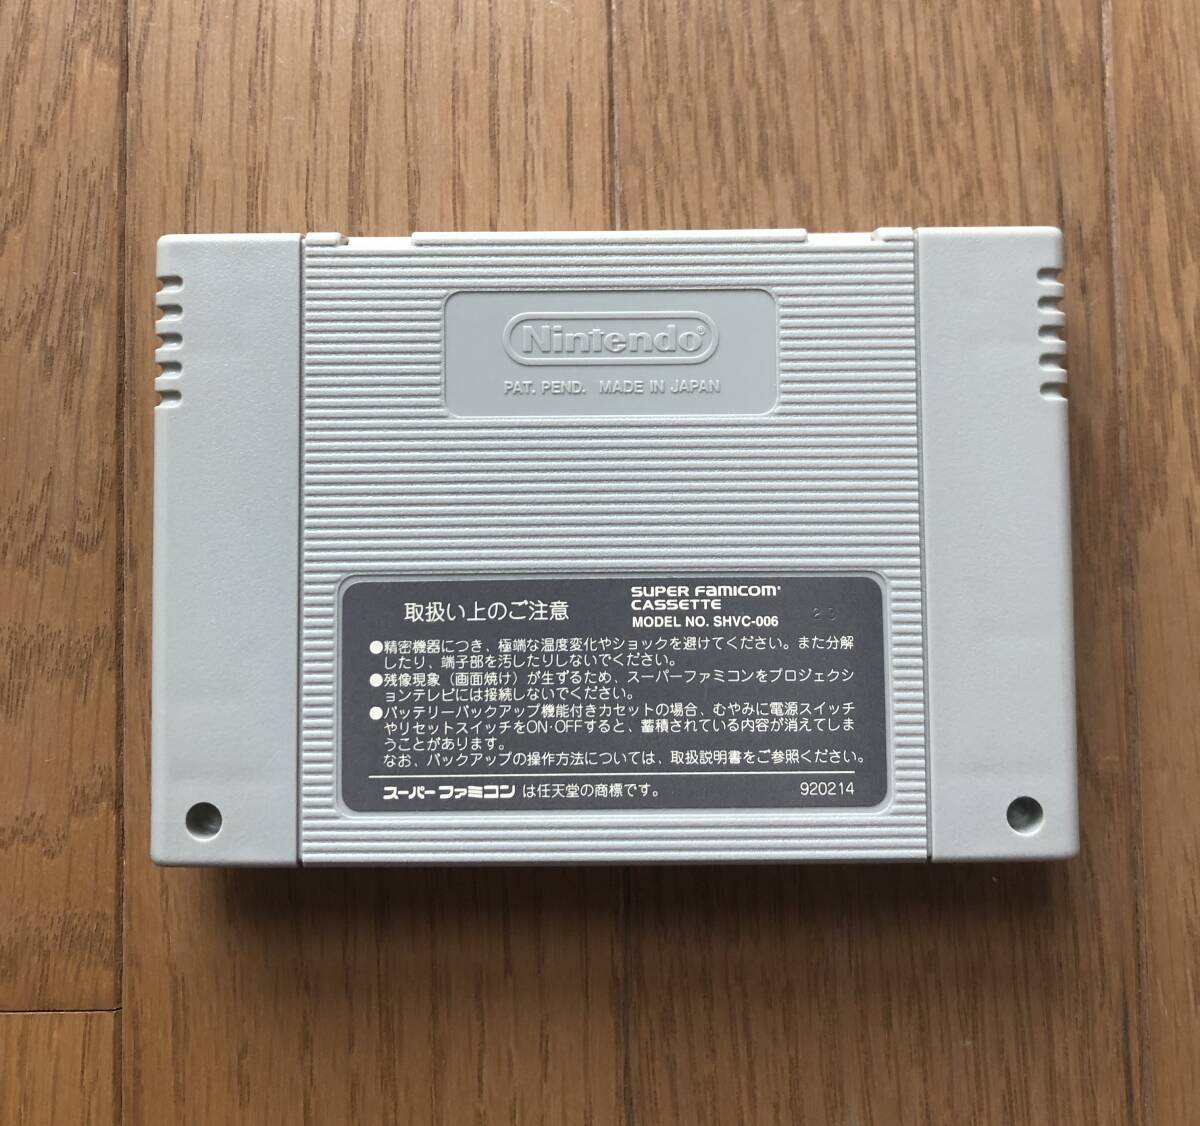 Nintendo®
PAT. PEND. MADE IN JAPAN
取扱い上のご注意
SUPER FAMICOM
CASSETTE
MODEL NO. SHVC-006
23
●精密機器につき、極端な温度変化やショックを避けてください。また分解
したり、端子部を汚したりしないでください。
●残像現象（画面焼け）が生ずるため、スーパーファミコンをプロジェクシ
ョンテレビには接続しないでください。
●バッテリーバックアップ機能付きカセットの場合、むやみに電源スイッチ
やリセットスイッチをON·OFFすると、蓄積されている内容が消えてしま
うことがあります。
なお、バックアップの操作方法については、取扱説明書をご参照ください。
スーパーファミコン は任天堂の商標です。
920214